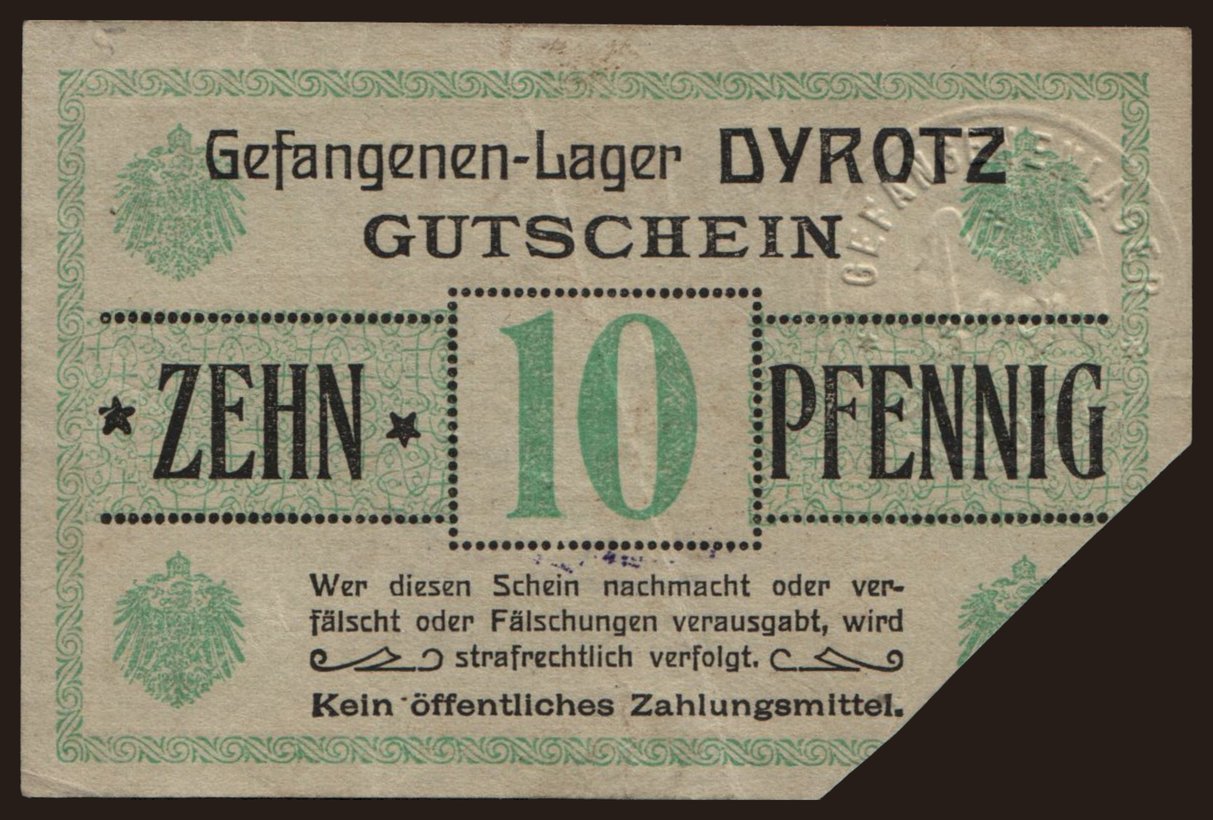 Gefangenen-Lager DYROTZ
GUTSCHEIN
ZEHN 10 PFENNIG
Wer diesen Schein nachmacht oder ver-
fälscht oder Fälschungen verausgabt, wird
strafrechtlich verfolgt.
Kein öffentliches Zahlungsmittel.
GEFANGENENLAGER